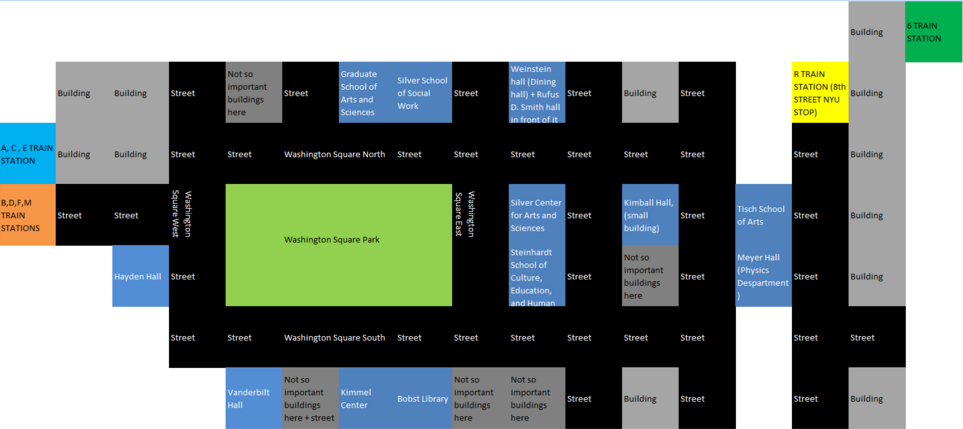 Building
6 TRAIN
STATION
Building
Building
Street
Not so
important
buildings
here
Street
Graduate
School of
Arts and
Sciences
Silver School
of Social
Work
Street
Weinstein
hall (Dining
hall) + Rufus
D. Smith hall
in front of it
Street
Building
Street
R TRAIN
STATION (8th
STREET NYU
STOP)
Building
A, C , E TRAIN
STATION
Building
Building
Street
Street
Washington Square North
Street
Street
Street
Street
Street
Street
Street
Building
B,D,F,M
TRAIN
STATIONS
Street
Street
Washington
Square West
Washington Square Park
Washington
Square East
Silver Center
for Arts and
Sciences
Street
Kimball Hall,
(small
building)
Street
Tisch School
of Arts
Street
Building
Hayden Hall
Street
Steinhardt
School of
Culture,
Education,
and Human
Street
Not so
important
buildings
here
Street
Meyer Hall
(Physics
Despartment
)
Street
Building
Street
Street
Washington Square South
Street
Street
Street
Street
Street
Street
Street
Street
Vanderbilt
Hall
Not so
important
buildings
here + street
Kimmel
Center
Bobst Library
Not so
important
buildings
here
Not so
important
buildings
here
Street
Building
Street
Street
Building